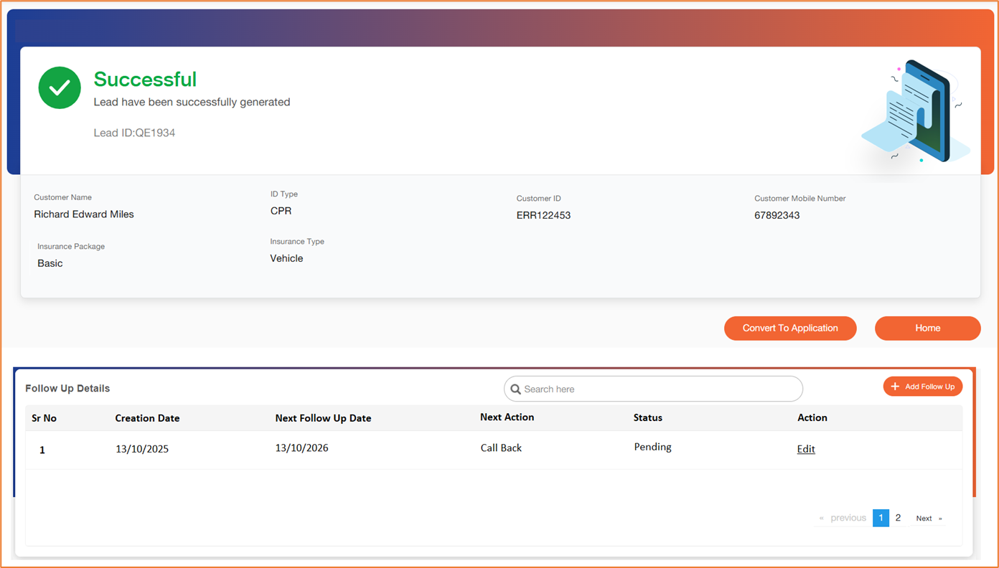 Successful
Lead have been successfully generated
Lead ID:QE1934
Customer Name
ID Type
Customer ID
Customer Mobile Number
Richard Edward Miles
CPR
ERR122453
67892343
Insurance Package
Insurance Type
Basic
Vehicle
Convert To Application
Home
Follow Up Details
Search here
+ Add Follow Up
Sr No Creation Date Next Follow Up Date Next Action Status Action
1 13/10/2025 13/10/2026 Call Back Pending Edit
« previous 1 2 Next »